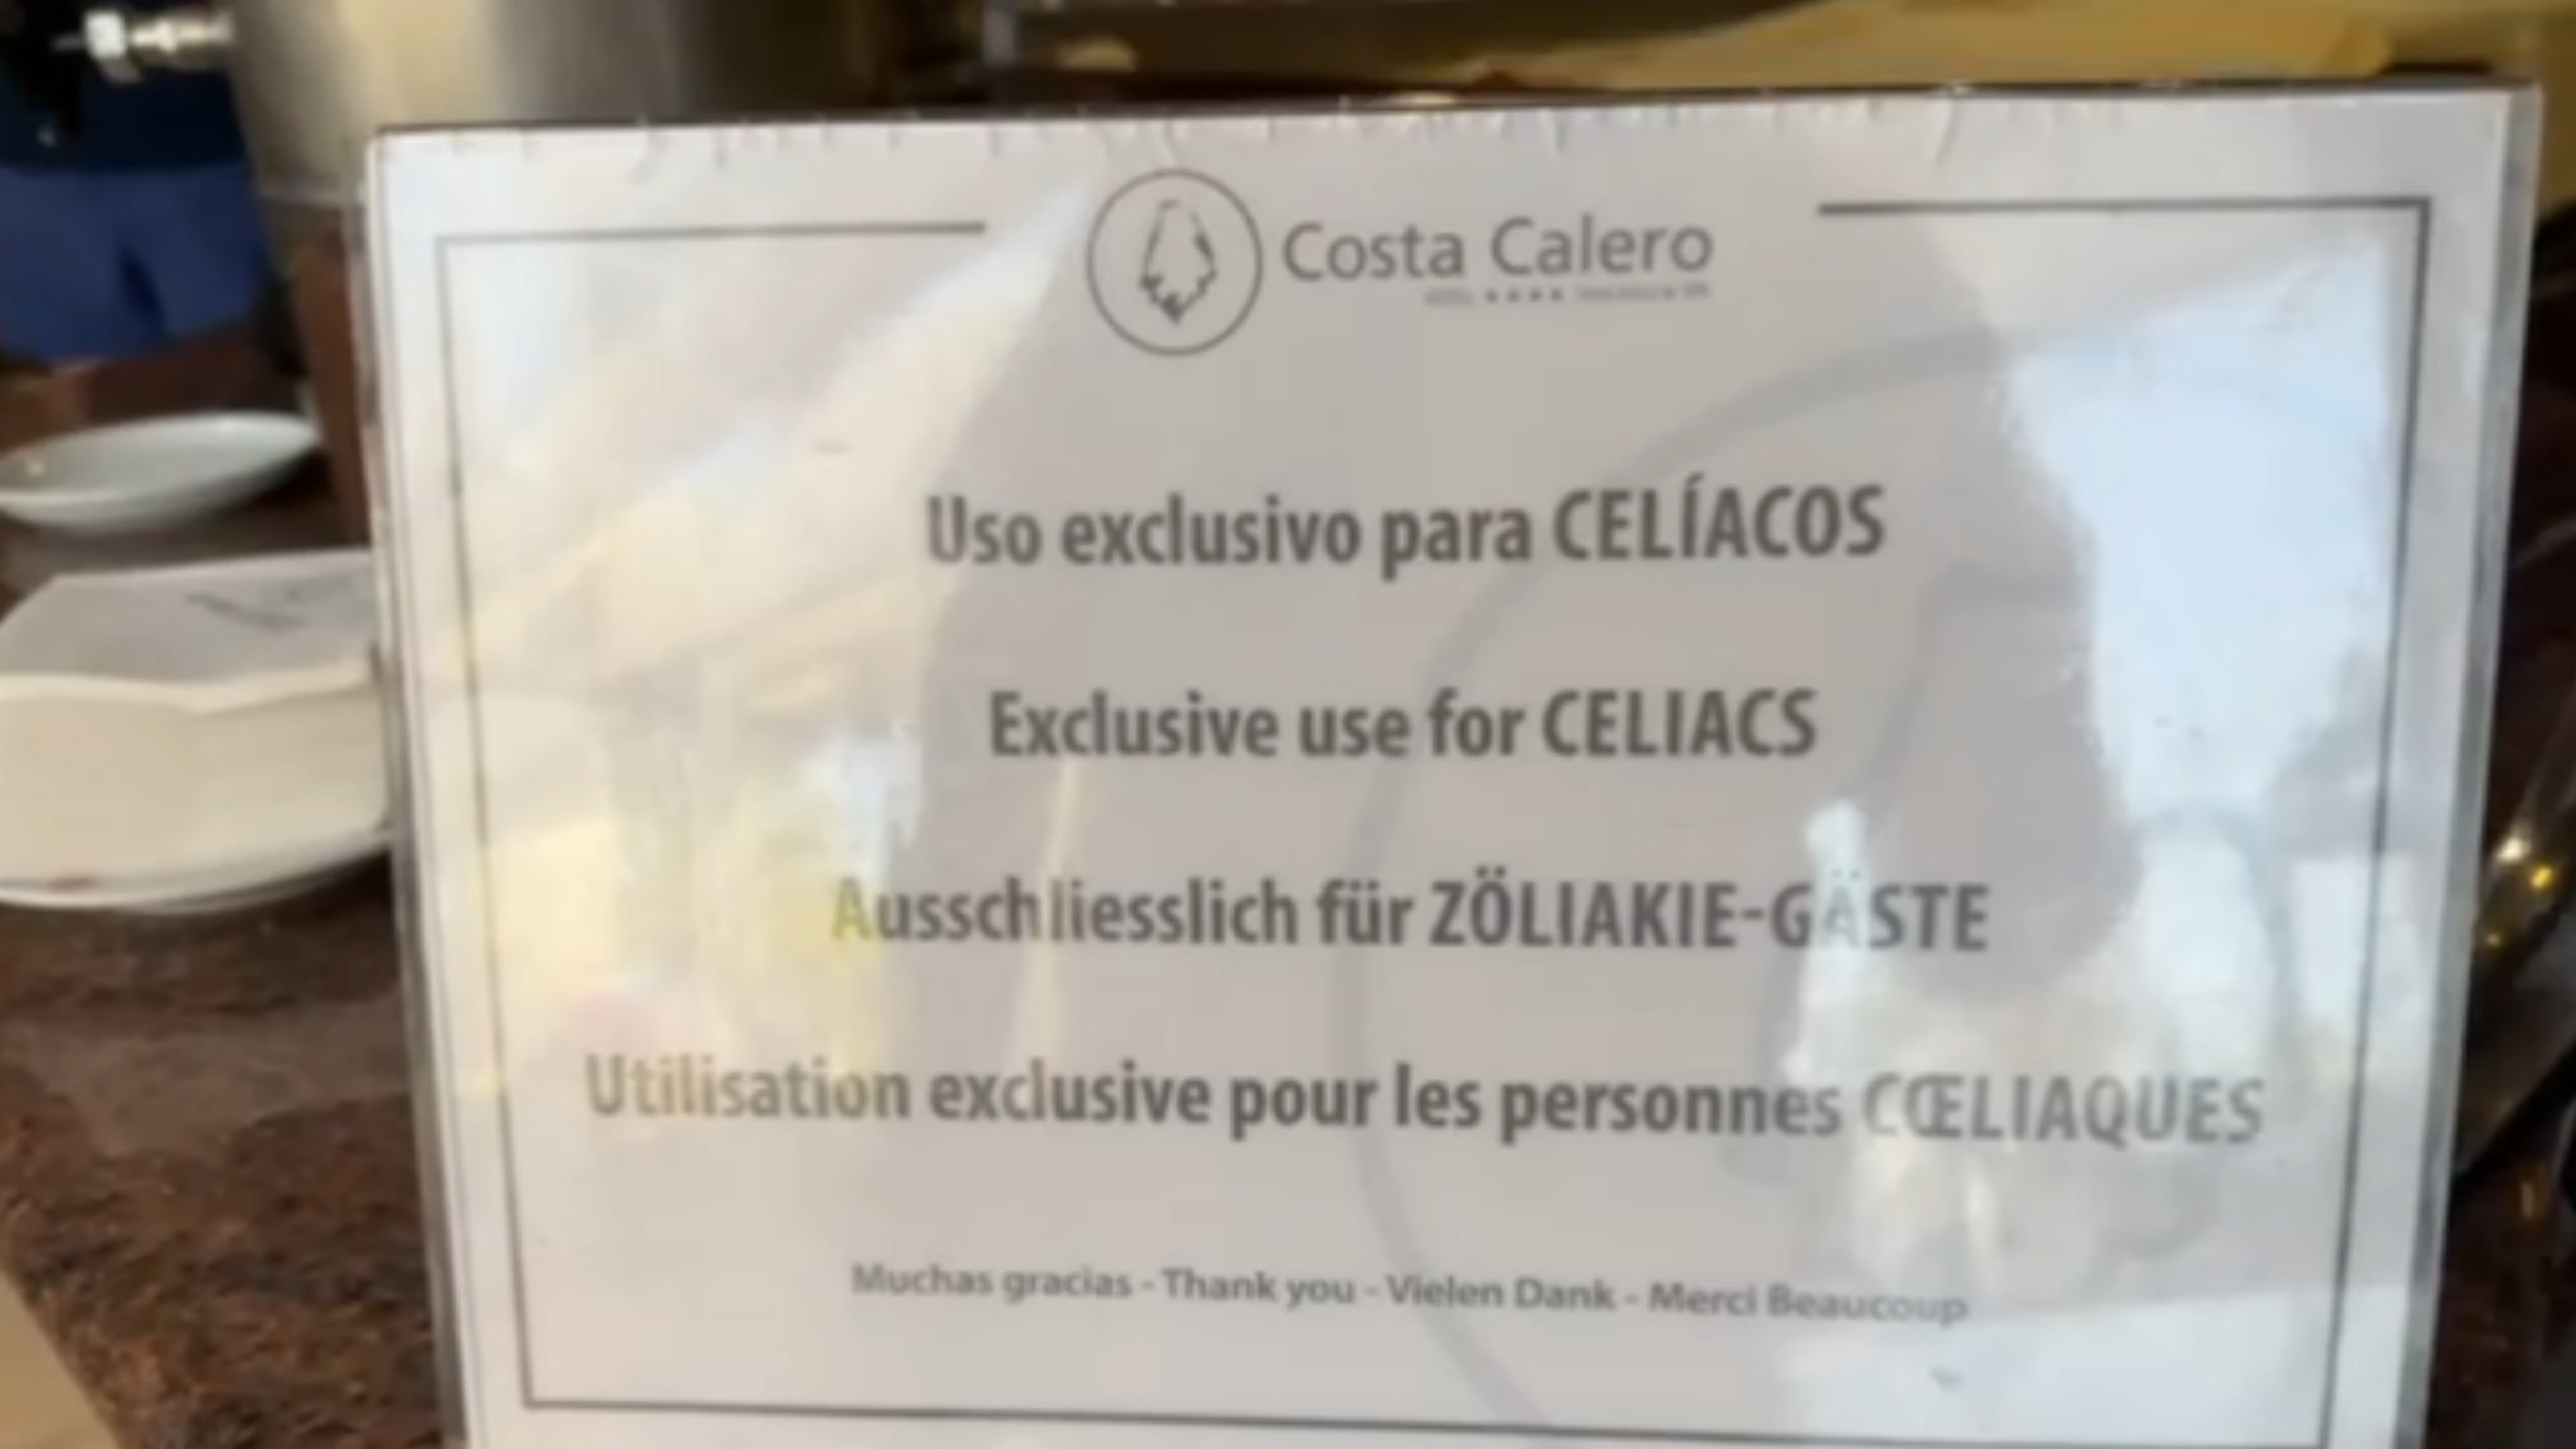 Costa Calero
Uso exclusivo para CELÍACOS
Exclusive use for CELIACS
Ausschliesslich für ZÖLIAKIE-GÄSTE
Utilisation exclusive pour les personnes CŒLIAQUES
Muchas gracias - Thank you - Vielen Dank - Merci Beaucoup